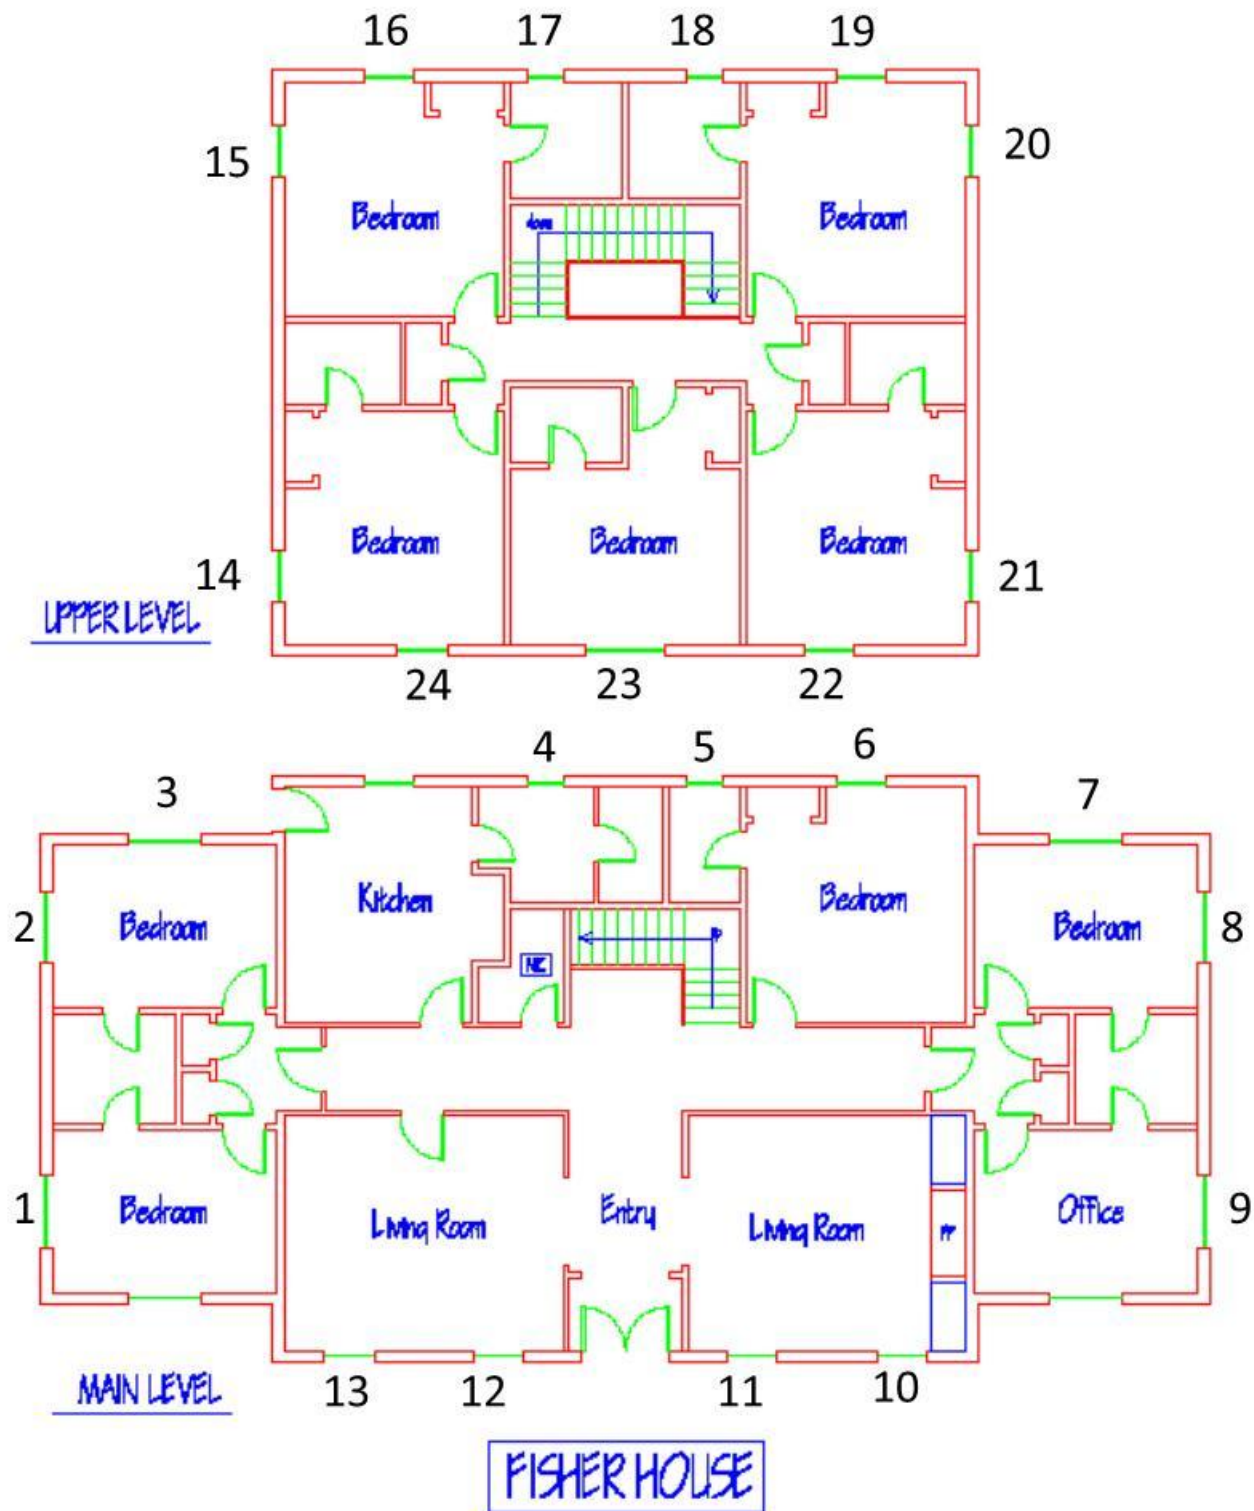 16 17 18 19
15 20
Bedroom down Bedroom
Bedroom Bedroom Bedroom
14 21
UPPER LEVEL
24 23 22
3 4 5 6 7
2 Bedroom Kitchen Bedroom Bedroom 8
1 Bedroom Living Room Entry Living Room Office 9
13 12 11 10
MAIN LEVEL
FISHER HOUSE